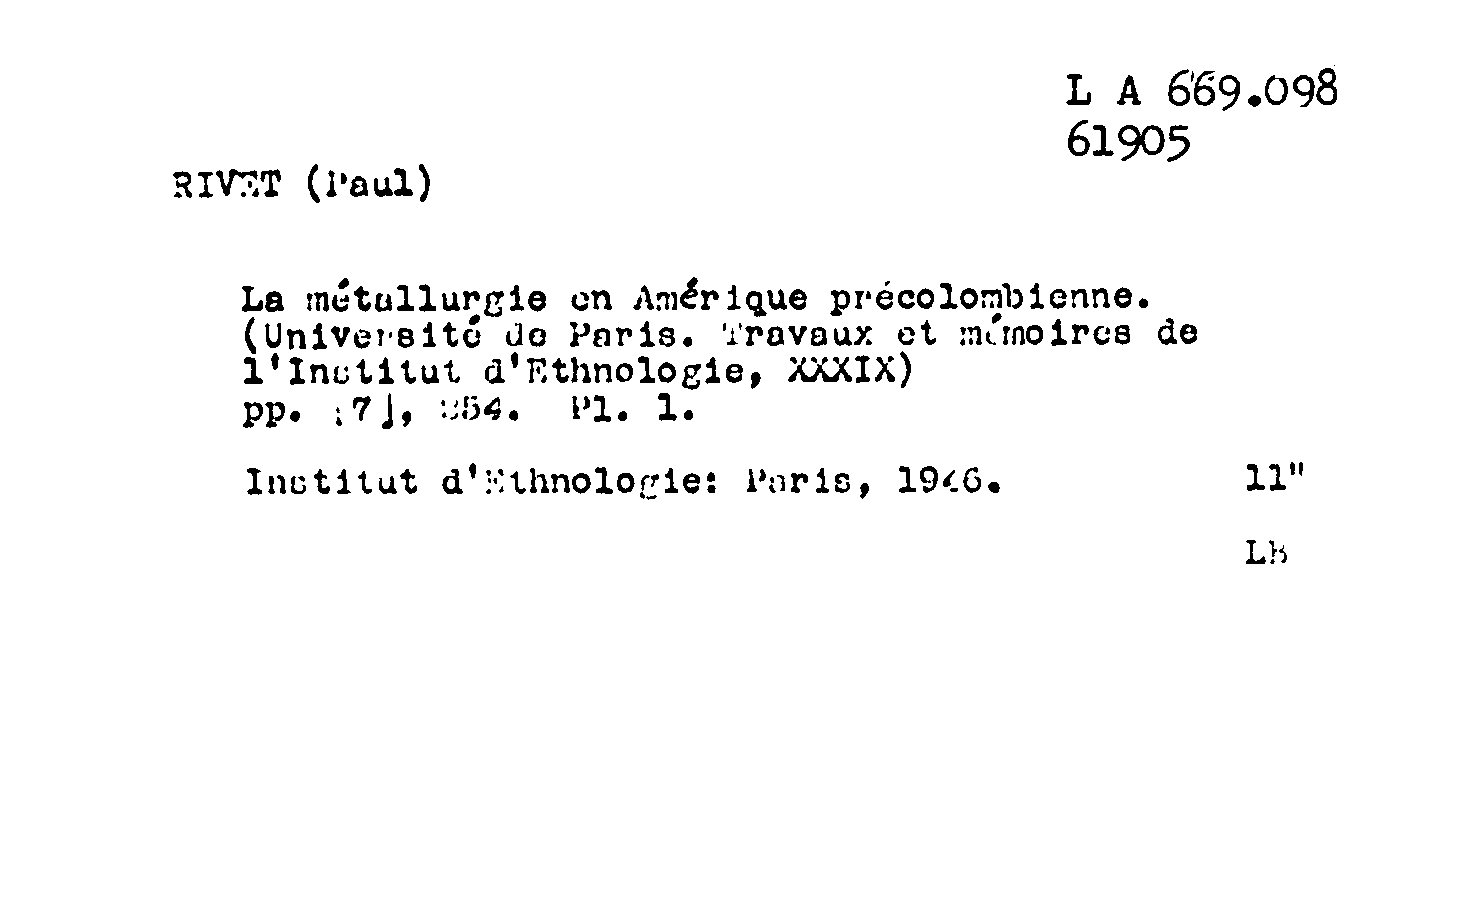 L A 669.098
61905
RIVET (Paul)
La métallurgie en Amérique précolombienne.
(Université de Paris. Travaux et mémoires de
l'Institut d'Ethnologie, XXXIX)
pp. [7], 254. Pl. 1.
Institut d'Ethnologie: Paris, 1946. 11"
LB